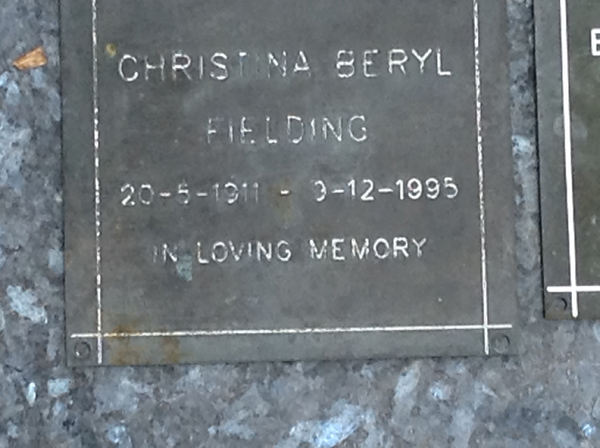 CHRISTINA BERYL
FIELDING
20-5-1911 - 9-12-1995
IN LOVING MEMORY